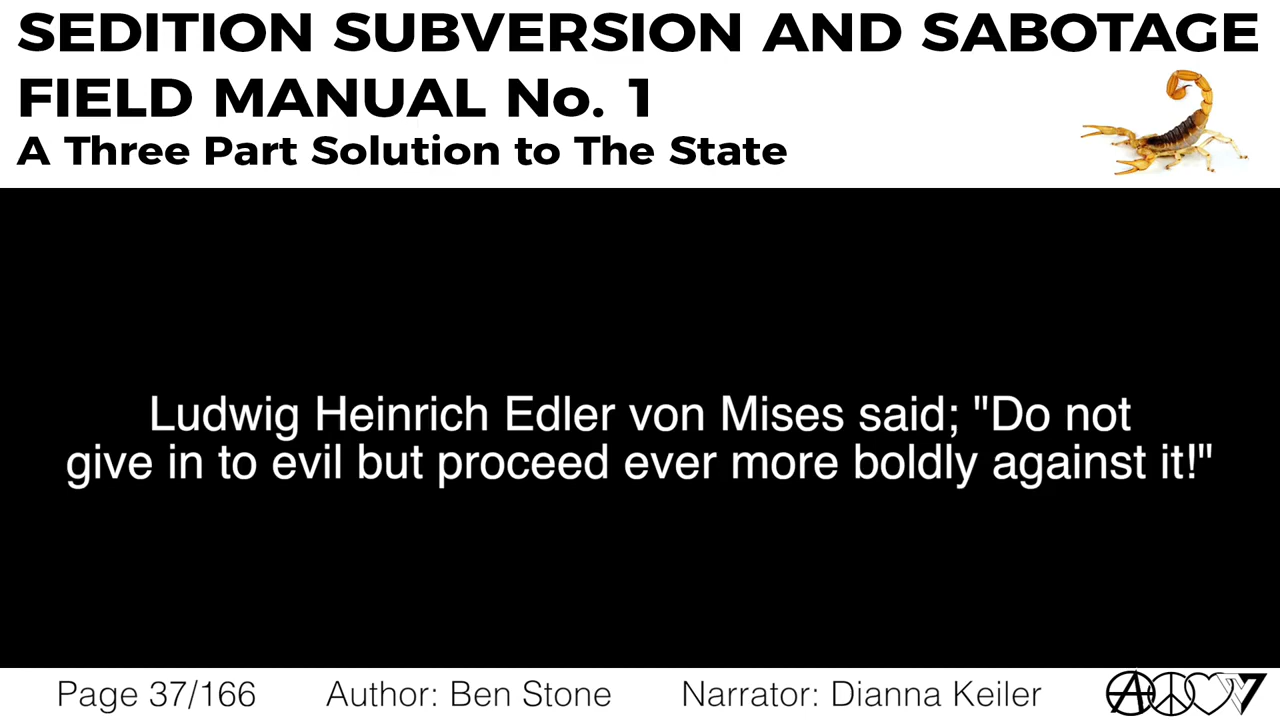 SEDITION SUBVERSION AND SABOTAGE
FIELD MANUAL No. 1
A Three Part Solution to The State
Ludwig Heinrich Edler von Mises said; "Do not
give in to evil but proceed ever more boldly against it!"
Page 37/166 Author: Ben Stone Narrator: Dianna Keiler